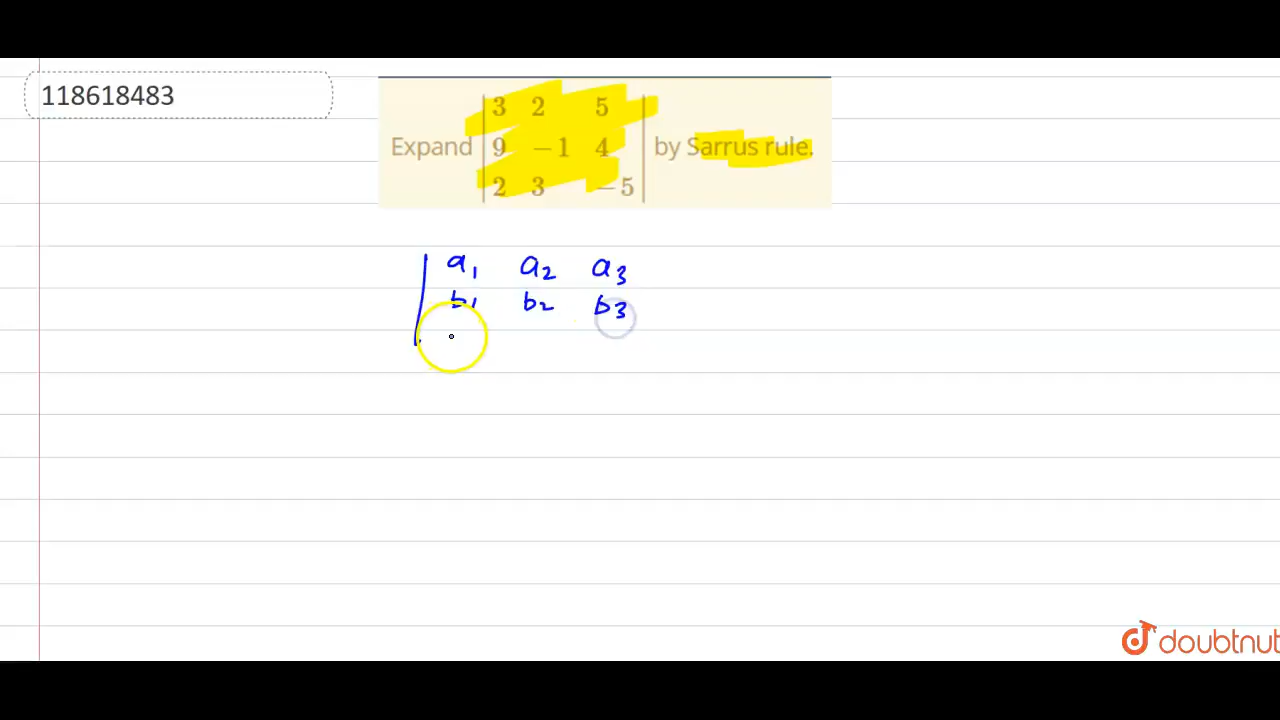 118618483
3 2 5
Expand 9 −1 4 by Sarrus rule.
2 3 −5
a1 a2 a3
b1 b2 b3
doubtnut